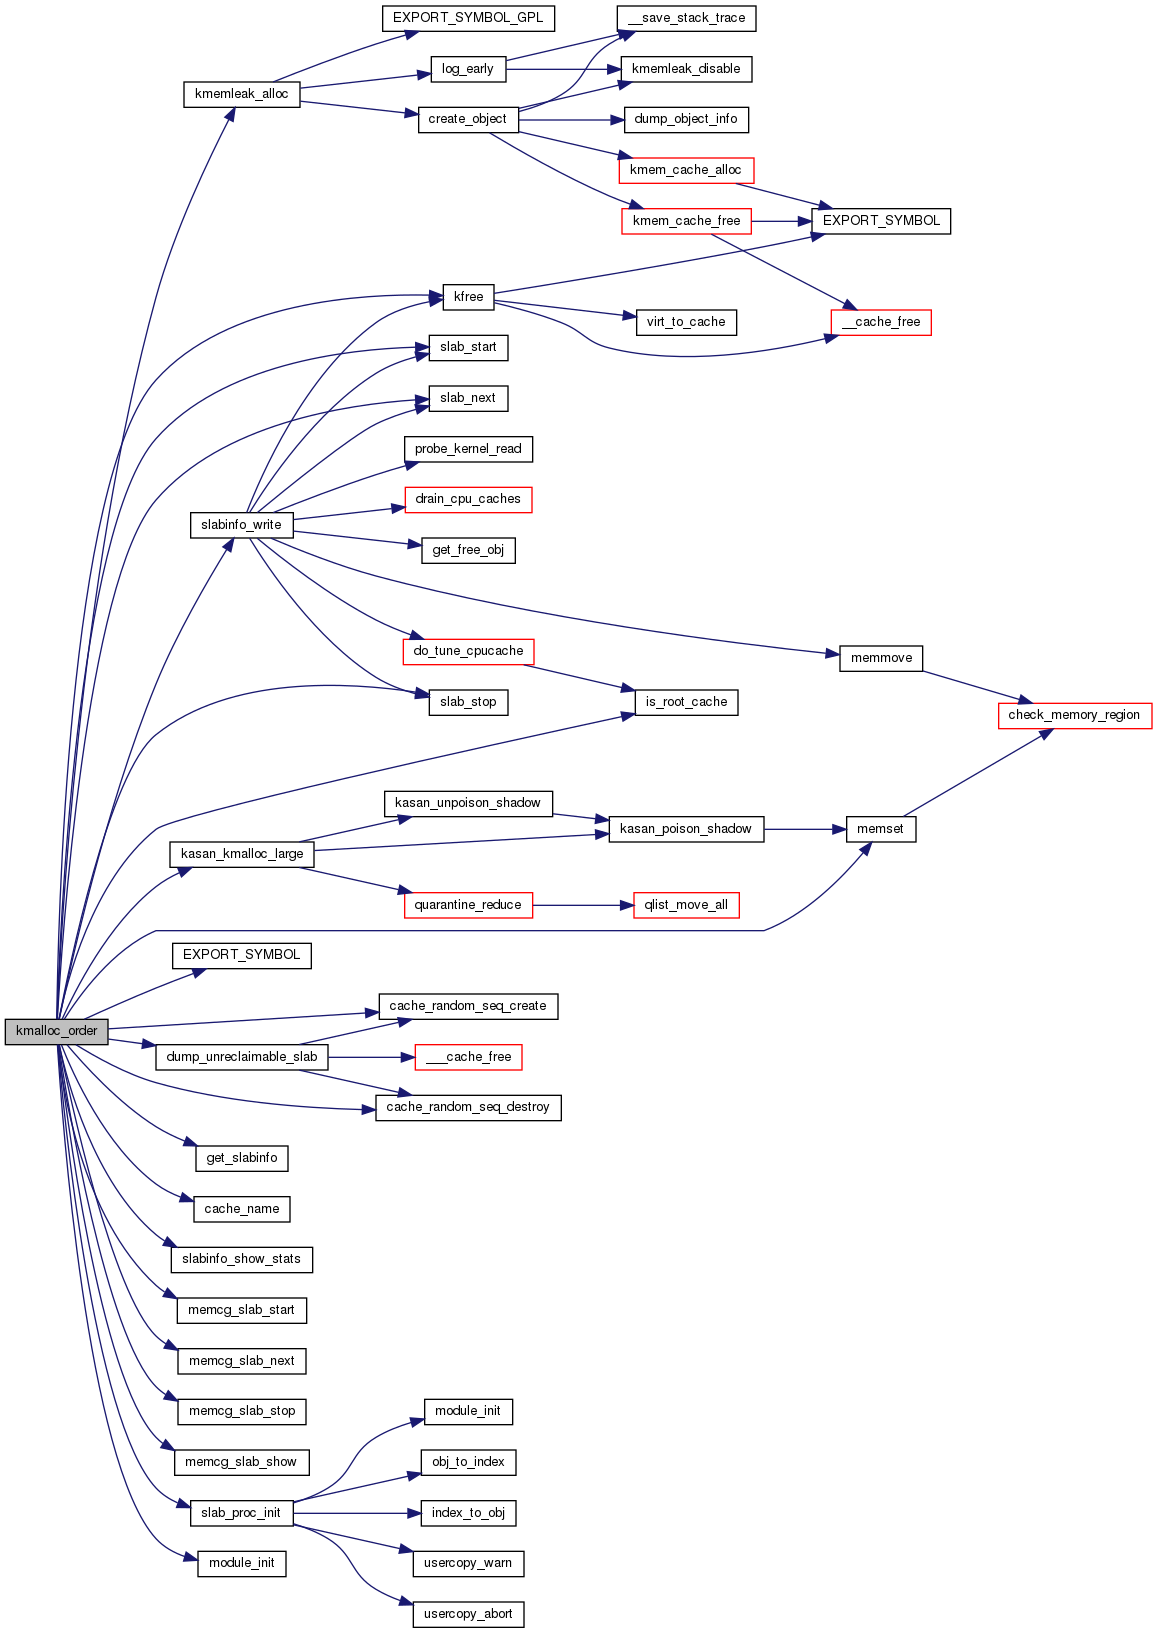 EXPORT_SYMBOL_GPL
__save_stack_trace
log_early
kmemleak_disable
kmemleak_alloc
create_object
dump_object_info
kmem_cache_alloc
kmem_cache_free
EXPORT_SYMBOL
kfree
virt_to_cache
__cache_free
slab_start
slab_next
probe_kernel_read
drain_cpu_caches
slabinfo_write
get_free_obj
do_tune_cpucache
memmove
slab_stop
is_root_cache
check_memory_region
kasan_unpoison_shadow
kasan_poison_shadow
memset
kasan_kmalloc_large
quarantine_reduce
qlist_move_all
EXPORT_SYMBOL
cache_random_seq_create
kmalloc_order
dump_unreclaimable_slab
___cache_free
cache_random_seq_destroy
get_slabinfo
cache_name
slabinfo_show_stats
memcg_slab_start
memcg_slab_next
memcg_slab_stop
module_init
memcg_slab_show
obj_to_index
slab_proc_init
index_to_obj
module_init
usercopy_warn
usercopy_abort